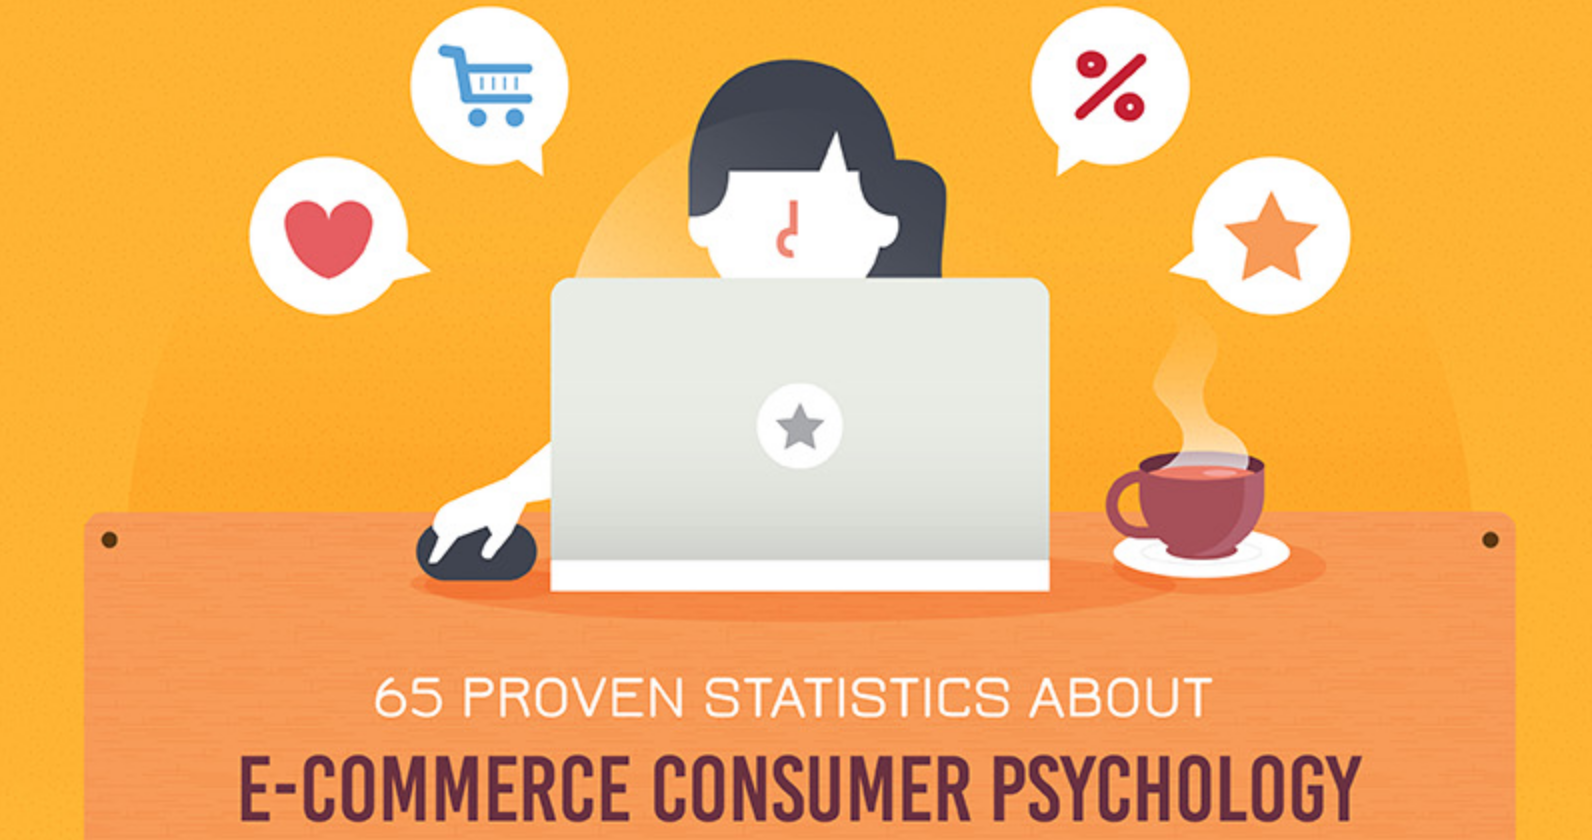 65 PROVEN STATISTICS ABOUT
E-COMMERCE CONSUMER PSYCHOLOGY